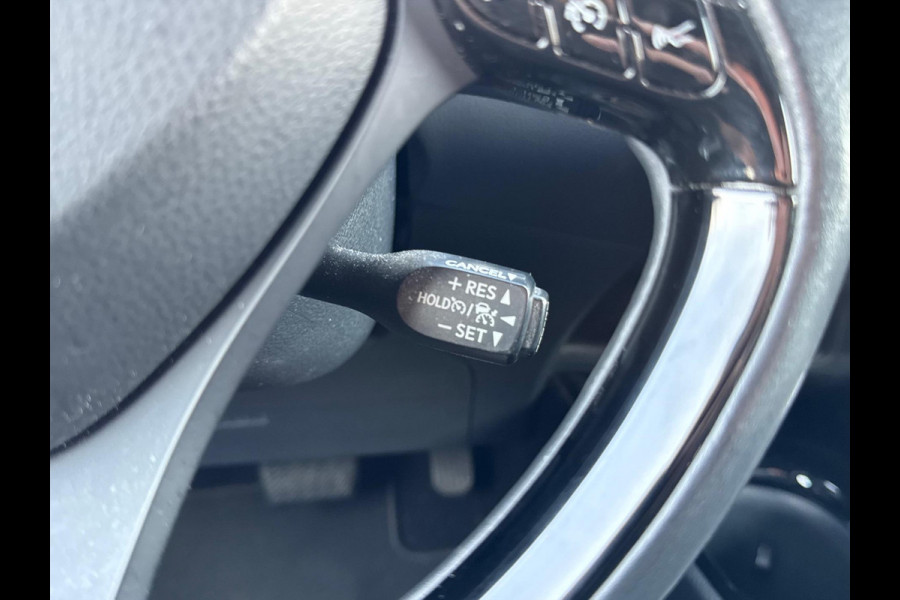 CANCEL
+ RES
HOLD /
− SET